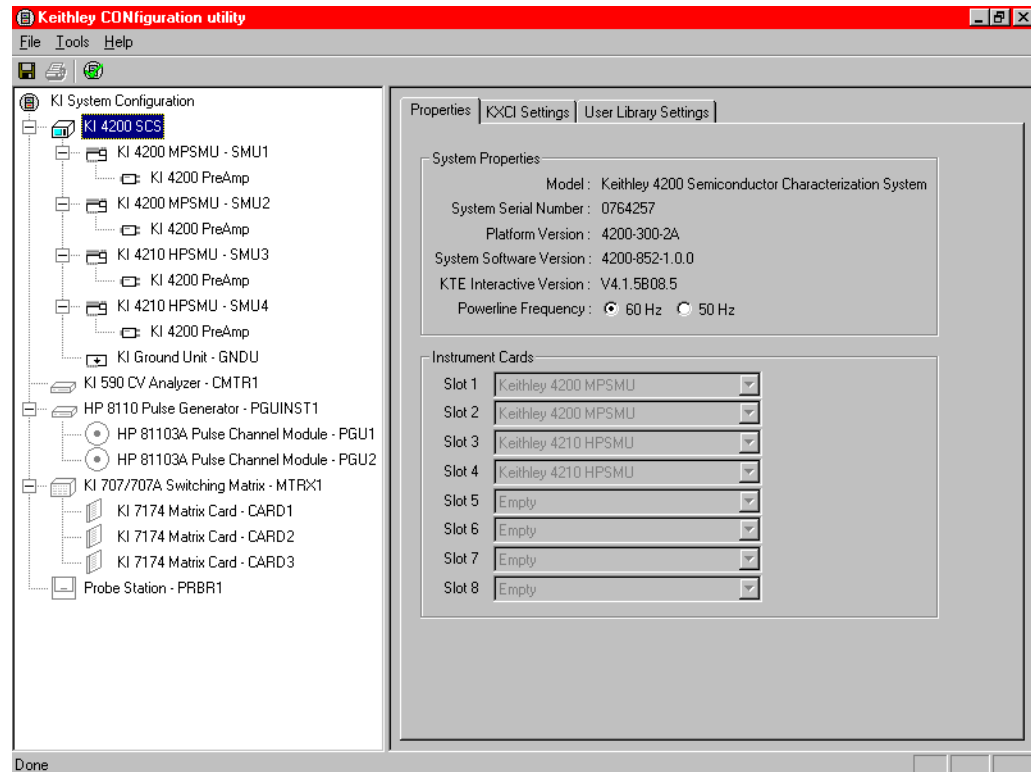 Keithley CONfiguration utility
File Tools Help
KI System Configuration
KI 4200 SCS
KI 4200 MPSMU - SMU1
KI 4200 PreAmp
KI 4200 MPSMU - SMU2
KI 4200 PreAmp
KI 4210 HPSMU - SMU3
KI 4200 PreAmp
KI 4210 HPSMU - SMU4
KI 4200 PreAmp
KI Ground Unit - GNDU
KI 590 CV Analyzer - CMTR1
HP 8110 Pulse Generator - PGUINST1
HP 81103A Pulse Channel Module - PGU1
HP 81103A Pulse Channel Module - PGU2
KI 707/707A Switching Matrix - MTRX1
KI 7174 Matrix Card - CARD1
KI 7174 Matrix Card - CARD2
KI 7174 Matrix Card - CARD3
Probe Station - PRBR1
Properties KXCI Settings User Library Settings
System Properties
Model : Keithley 4200 Semiconductor Characterization System
System Serial Number : 0764257
Platform Version : 4200-300-2A
System Software Version : 4200-852-1.0.0
KTE Interactive Version : V4.1.5B08.5
Powerline Frequency : 60 Hz 50 Hz
Instrument Cards
Slot 1 Keithley 4200 MPSMU
Slot 2 Keithley 4200 MPSMU
Slot 3 Keithley 4210 HPSMU
Slot 4 Keithley 4210 HPSMU
Slot 5 Empty
Slot 6 Empty
Slot 7 Empty
Slot 8 Empty
Done